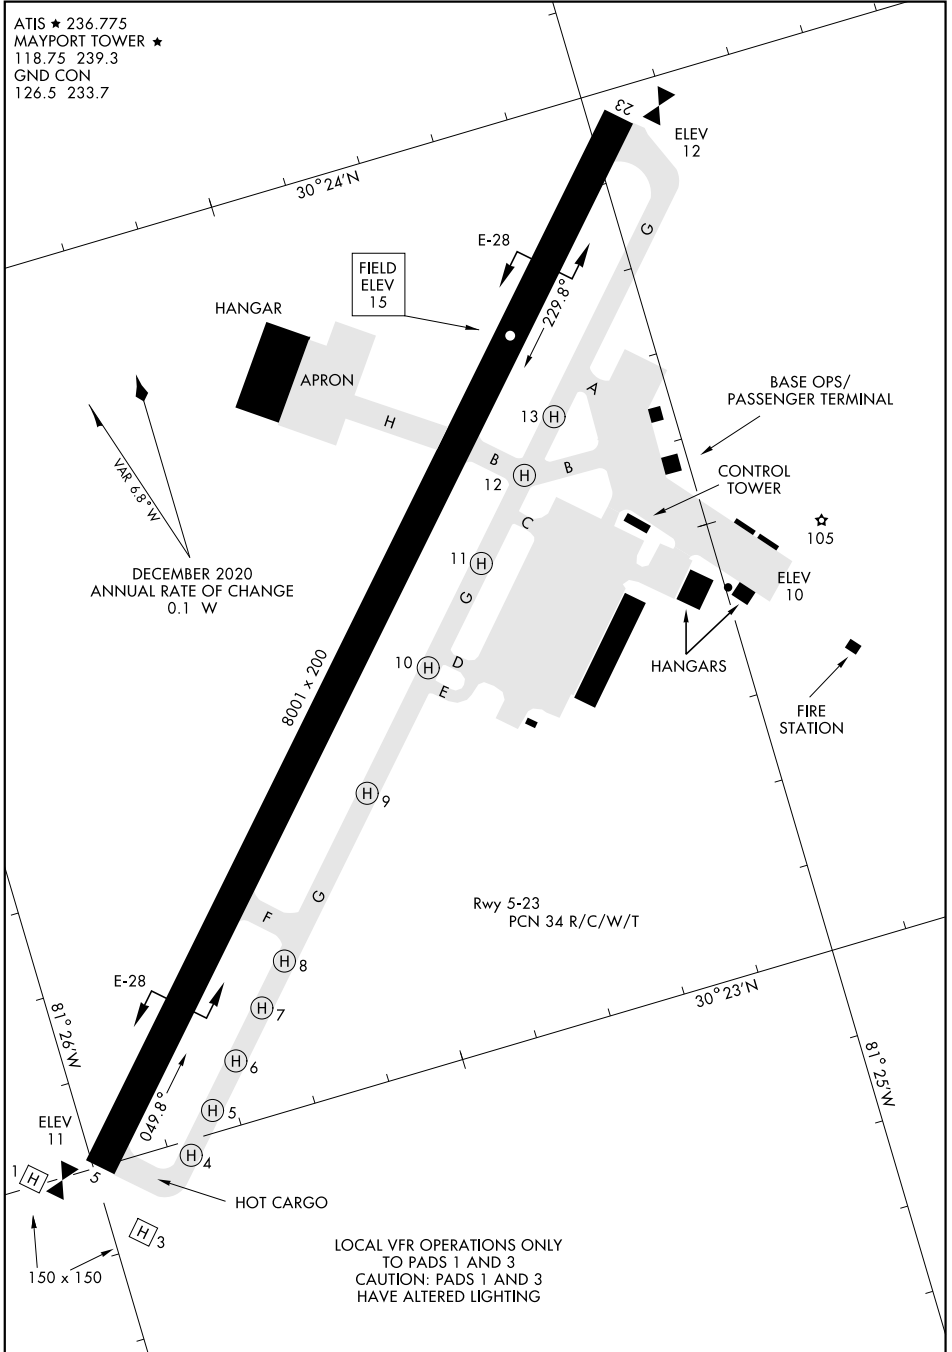 ATIS ★ 236.775
MAYPORT TOWER ★
118.75 239.3
GND CON
126.5 233.7
23
ELEV
12
30°24'N
G
E-28
FIELD
ELEV
15
229.8°
HANGAR
APRON
A
BASE OPS/
PASSENGER TERMINAL
H
13 H
B
B
12 H
CONTROL
TOWER
VAR 6.8° W
C
105
11 H
DECEMBER 2020
ANNUAL RATE OF CHANGE
0.1 W
ELEV
10
G
10 H
D
E
HANGARS
8001 x 200
FIRE
STATION
H 9
G
F
Rwy 5-23
PCN 34 R/C/W/T
H 8
E-28
30°23'N
H 7
81°26'W
H 6
81°25'W
049.8°
H 5
ELEV
11
H 4
1 H
5
HOT CARGO
H 3
150 x 150
LOCAL VFR OPERATIONS ONLY
TO PADS 1 AND 3
CAUTION: PADS 1 AND 3
HAVE ALTERED LIGHTING